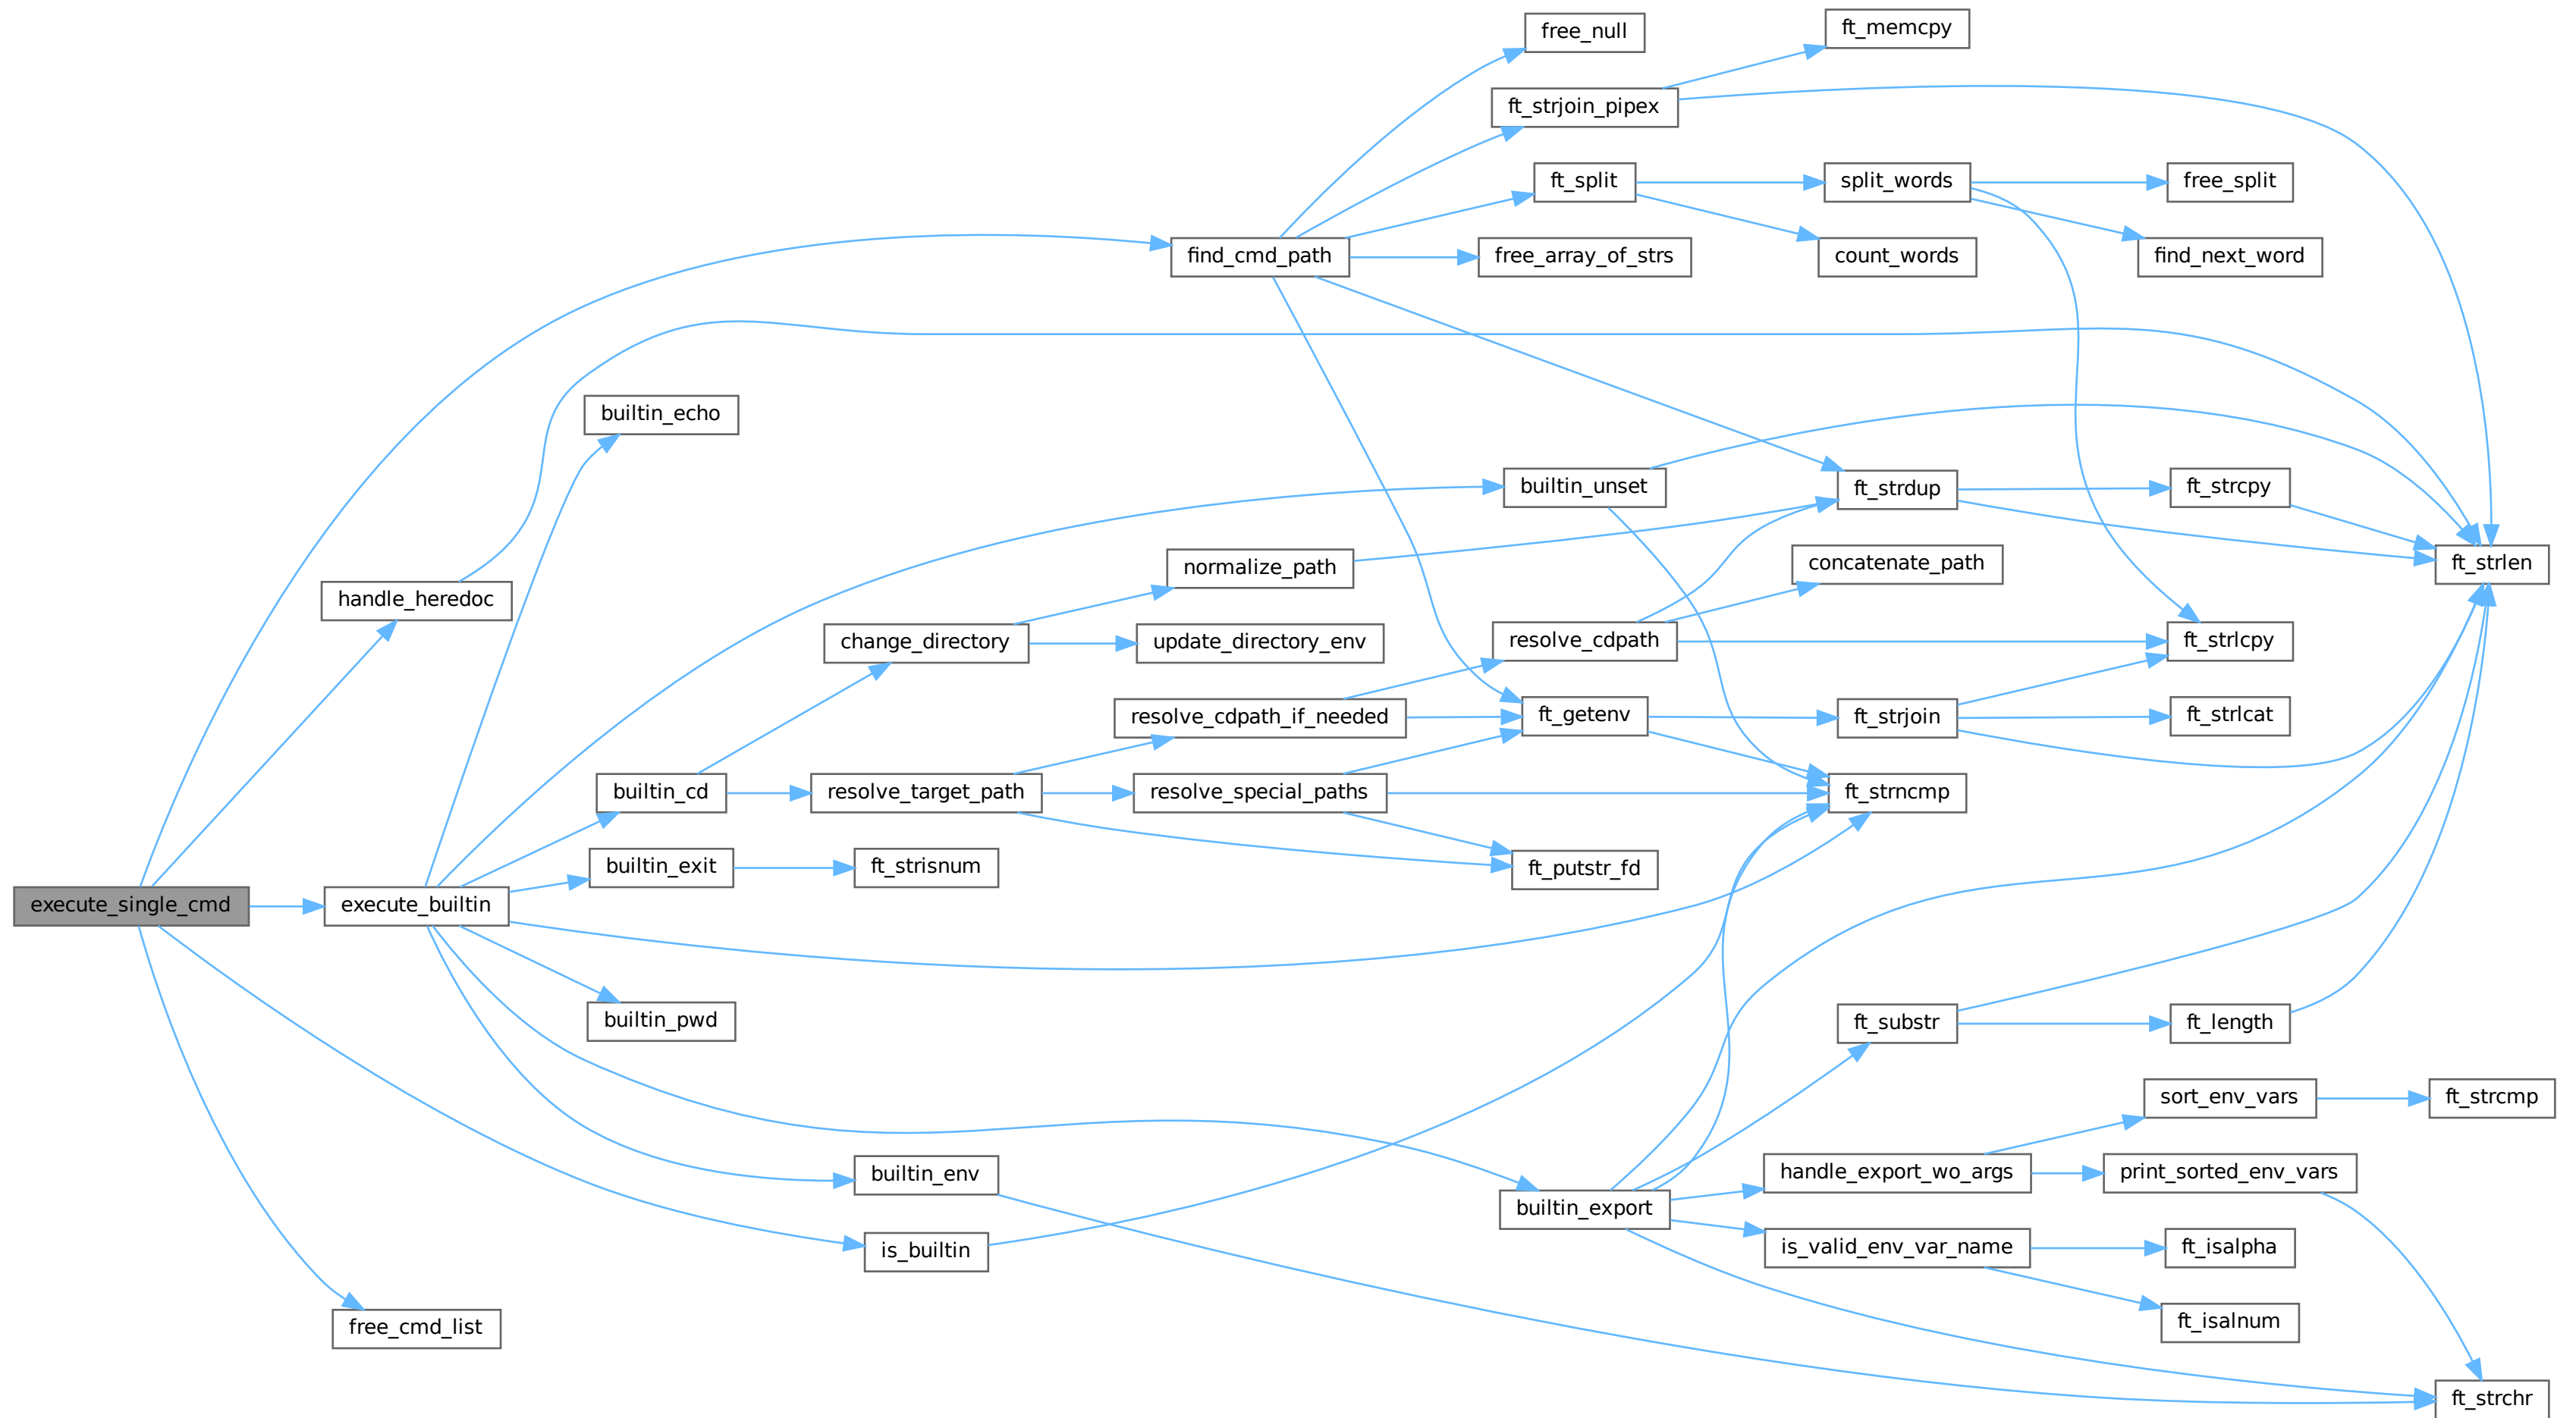 ft_memcpy
free_null
ft_strjoin_pipex
ft_split
split_words
free_split
find_cmd_path
free_array_of_strs
count_words
find_next_word
builtin_echo
builtin_unset
ft_strdup
ft_strcpy
normalize_path
concatenate_path
ft_strlen
handle_heredoc
change_directory
update_directory_env
resolve_cdpath
ft_strlcpy
resolve_cdpath_if_needed
ft_getenv
ft_strjoin
ft_strlcat
builtin_cd
resolve_target_path
resolve_special_paths
ft_strncmp
builtin_exit
ft_strisnum
ft_putstr_fd
execute_single_cmd
execute_builtin
builtin_pwd
ft_substr
ft_length
sort_env_vars
ft_strcmp
builtin_env
handle_export_wo_args
print_sorted_env_vars
builtin_export
is_builtin
is_valid_env_var_name
ft_isalpha
free_cmd_list
ft_isalnum
ft_strchr